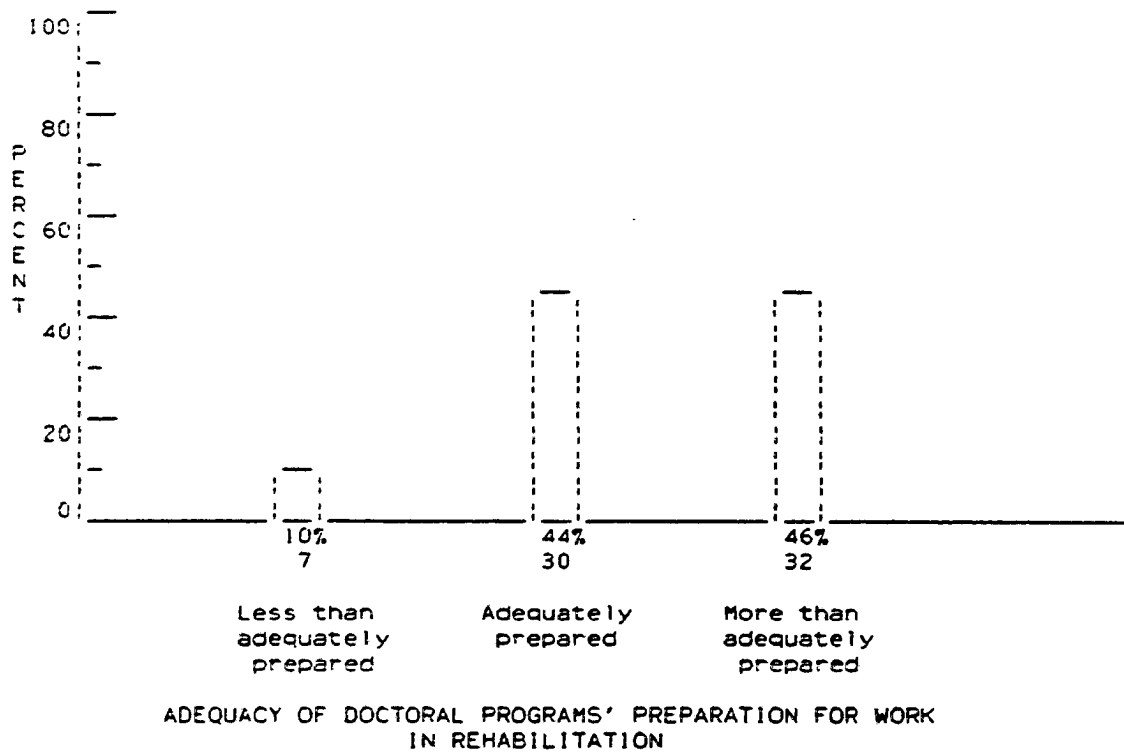 100
80
60
40
20
0
PERCENT
10%
7
44%
30
46%
32
Less than
adequately
prepared
Adequately
prepared
More than
adequately
prepared
ADEQUACY OF DOCTORAL PROGRAMS' PREPARATION FOR WORK
IN REHABILITATION